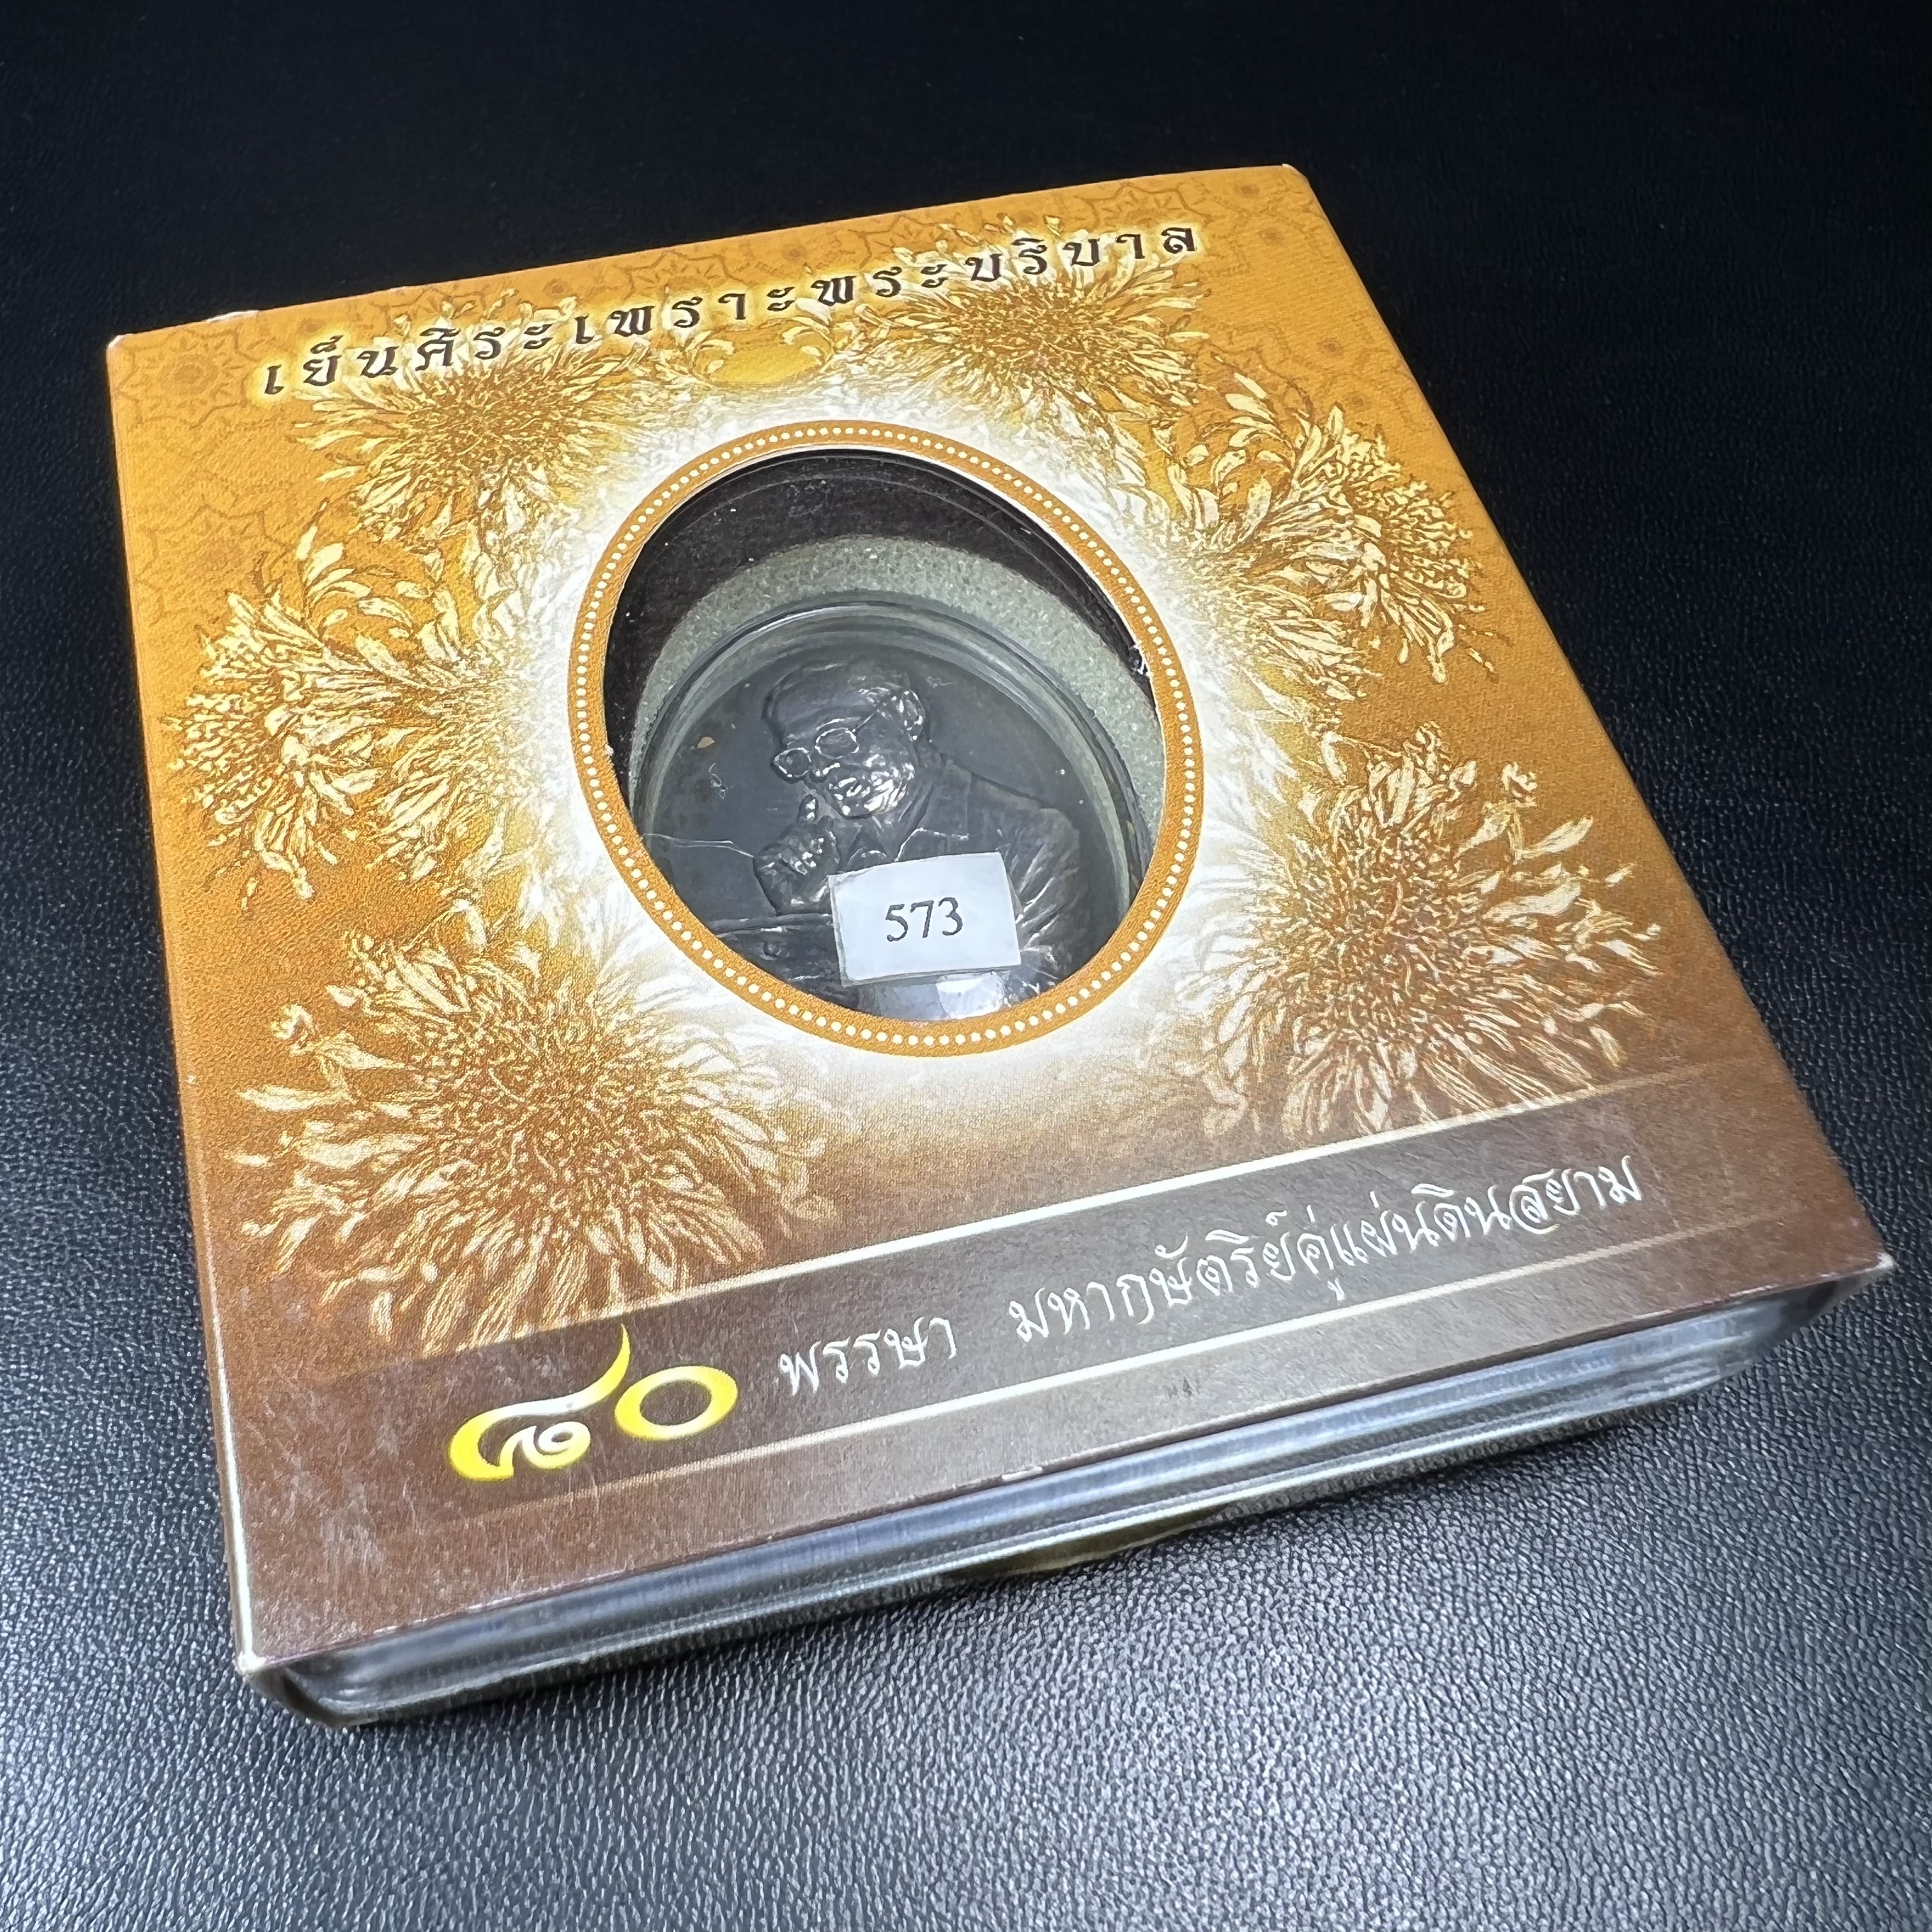 เย็นศิระเพราะพระบริบาล
573
๘๐ พรรษา มหากษัตริย์คู่แผ่นดินสยาม